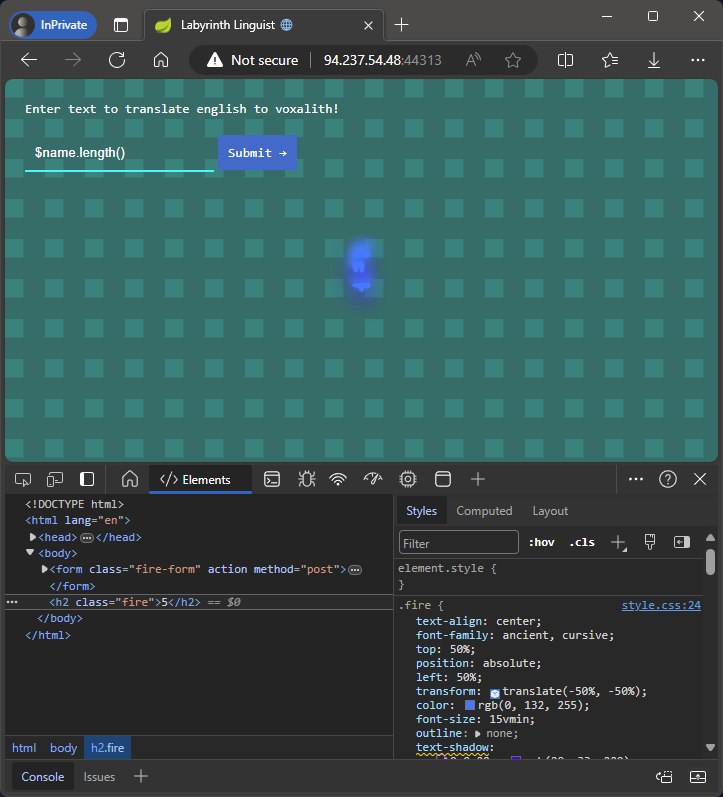 InPrivate
Labyrinth Linguist
Not secure
94.237.54.48:44313
Enter text to translate english to voxalith!
$name.length()
Submit →
Elements
<!DOCTYPE html>
<html lang="en">
<head> … </head>
<body>
<form class="fire-form" action method="post"> …
</form>
<h2 class="fire">5</h2> == $0
</body>
</html>
html body h2.fire
Styles Computed Layout
Filter
:hov .cls
element.style {
}
.fire { style.css:24
text-align: center;
font-family: ancient, cursive;
top: 50%;
position: absolute;
left: 50%;
transform: translate(-50%, -50%);
color: rgb(0, 132, 255);
font-size: 15vmin;
outline: none;
text-shadow:
Console Issues